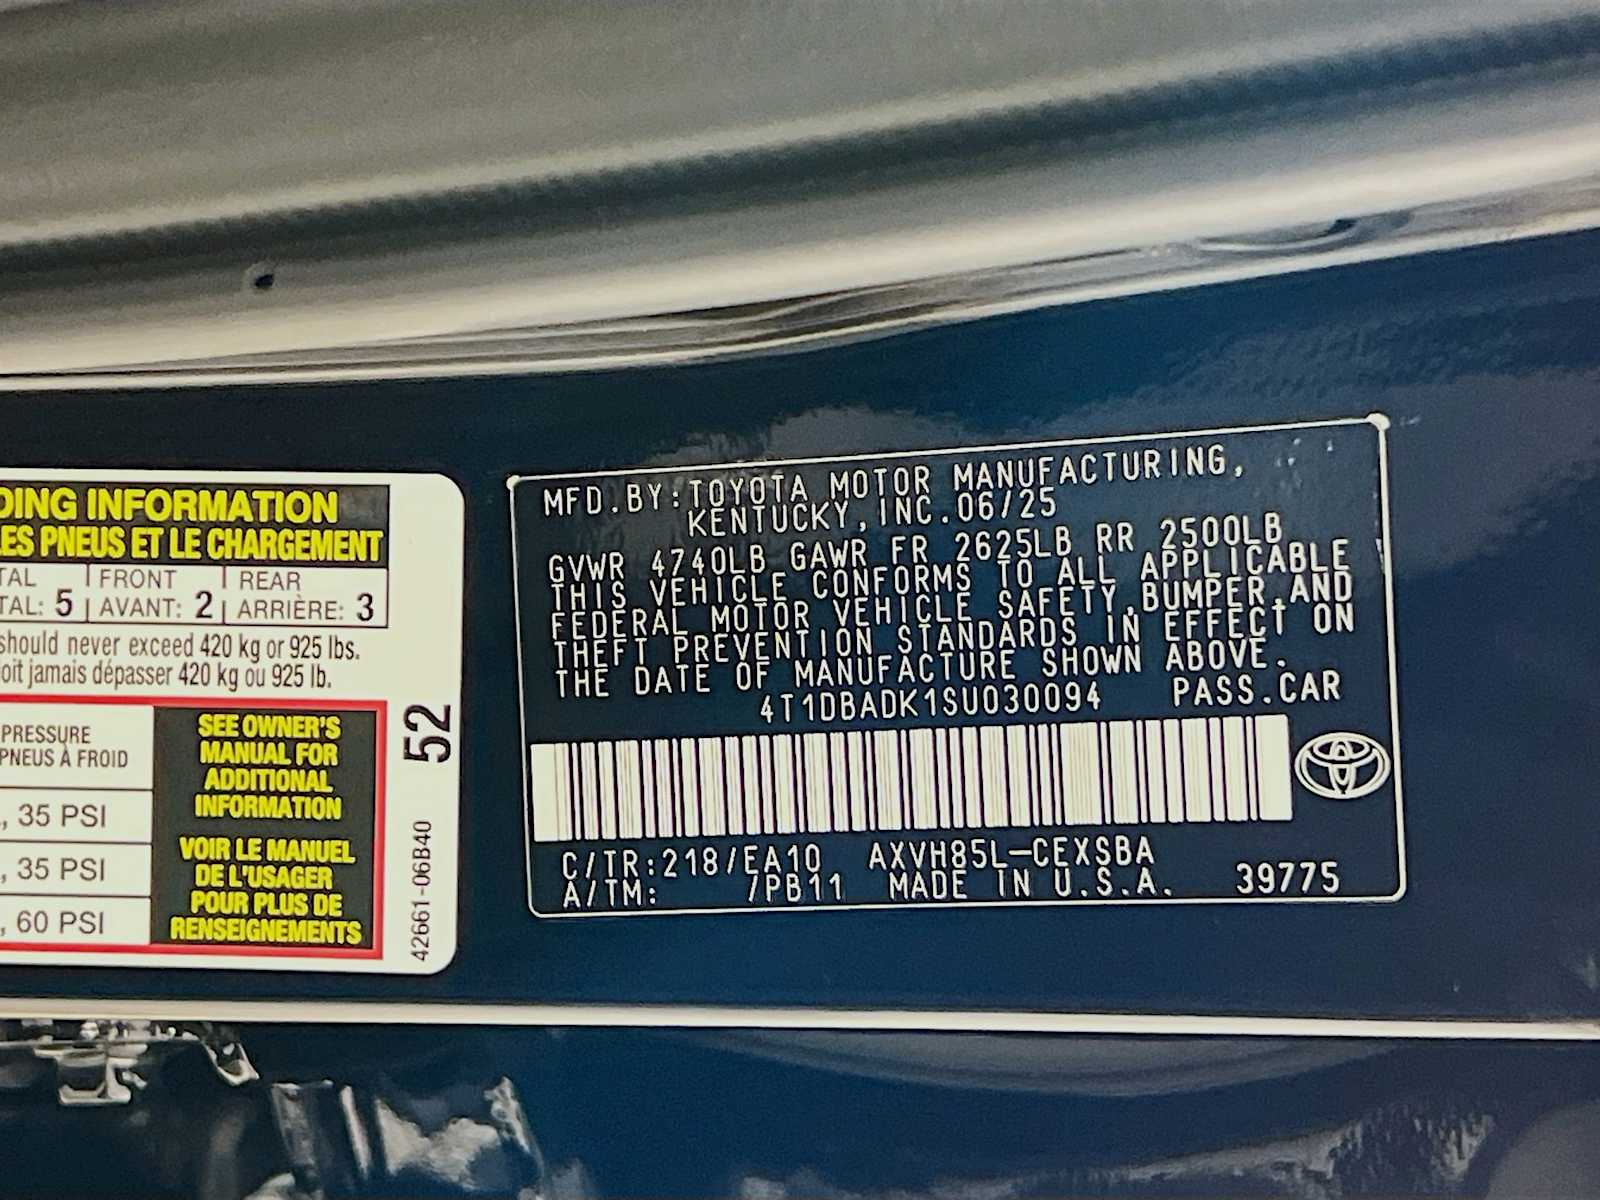 DING INFORMATION
LES PNEUS ET LE CHARGEMENT
TAL FRONT REAR
TAL: 5 AVANT: 2 ARRIÈRE: 3
should never exceed 420 kg or 925 lbs.
oit jamais dépasser 420 kg ou 925 lb.
PRESSURE
PNEUS À FROID
, 35 PSI
, 35 PSI
, 60 PSI
SEE OWNER'S
MANUAL FOR
ADDITIONAL
INFORMATION
VOIR LE MANUEL
DE L'USAGER
POUR PLUS DE
RENSEIGNEMENTS
52
42661-06B40
MFD.BY:TOYOTA MOTOR MANUFACTURING,
KENTUCKY,INC.06/25
GVWR 4740LB GAWR FR 2625LB RR 2500LB
THIS VEHICLE CONFORMS TO ALL APPLICABLE
FEDERAL MOTOR VEHICLE SAFETY,BUMPER,AND
THEFT PREVENTION STANDARDS IN EFFECT ON
THE DATE OF MANUFACTURE SHOWN ABOVE.
4T1DBADK1SU030094 PASS.CAR
C/TR:218/EA10 AXVH85L-CEXSBA
A/TM: /PB11 MADE IN U.S.A. 39775